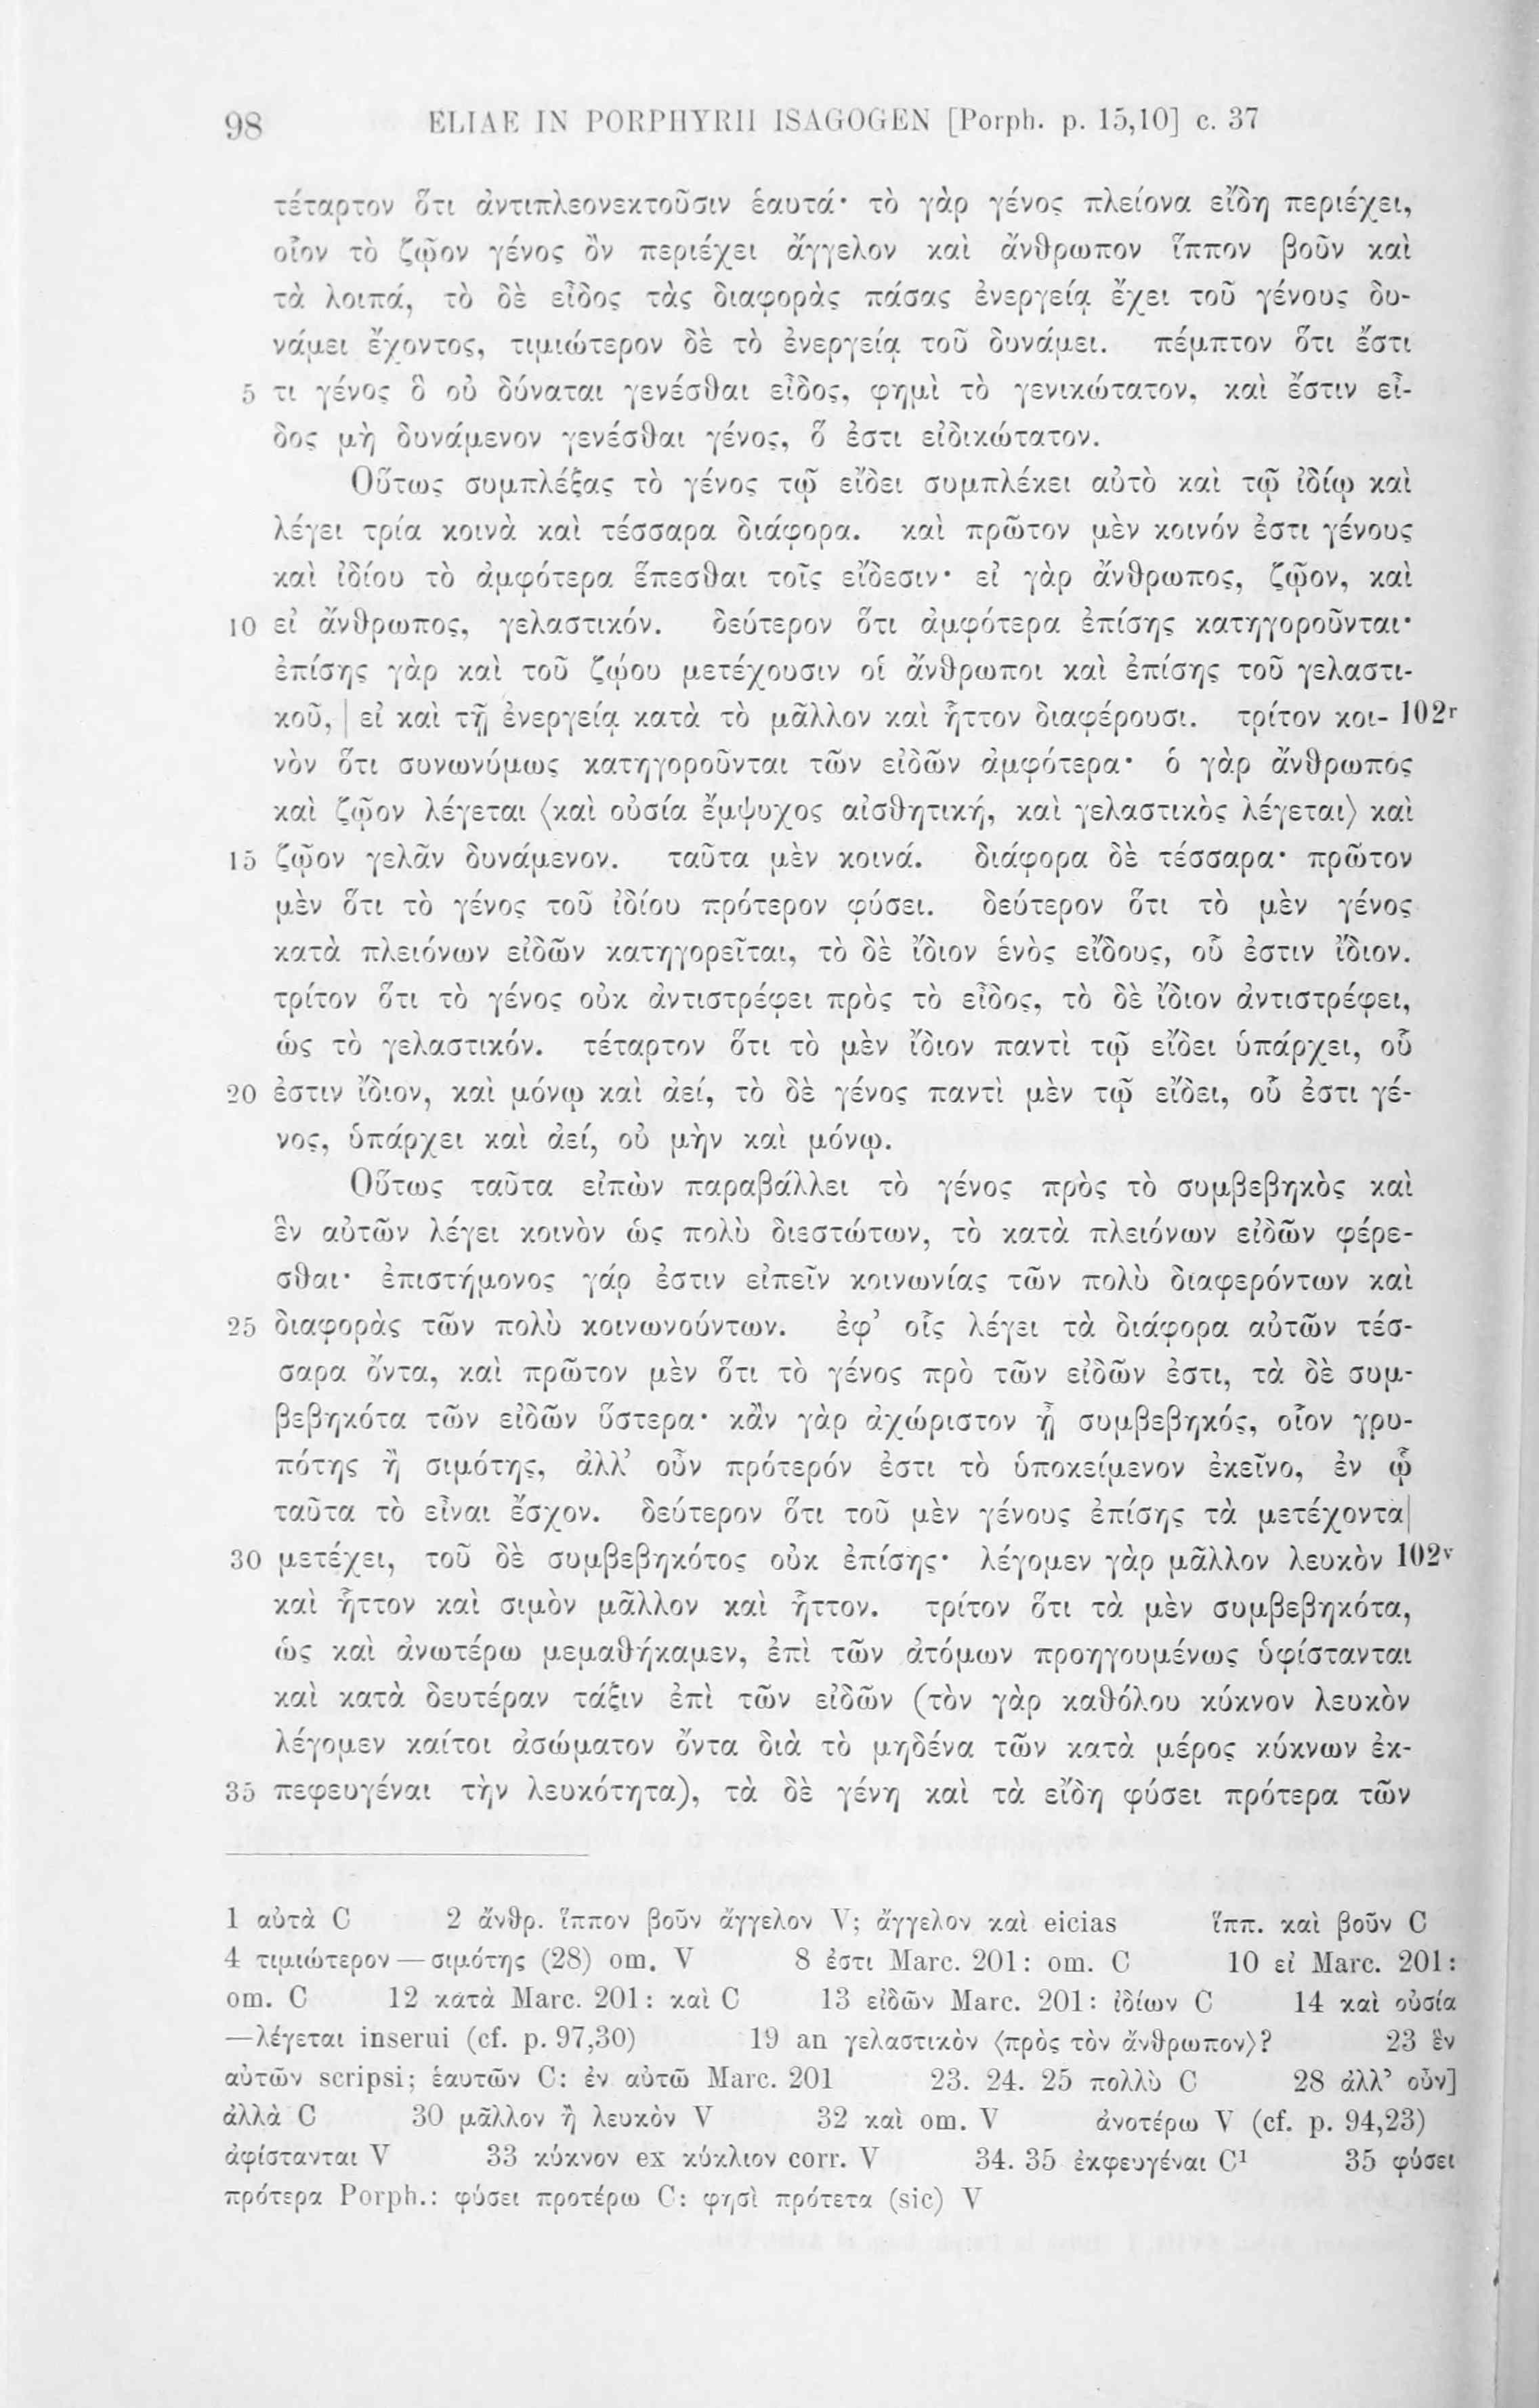 98 ELIAE IN PORPHYRII ISAGOGEN [Porph. p. 15,10] c. 37
τέταρτον ὅτι ἀντιπλεονεκτοῦσιν ἑαυτά· τὸ γὰρ γένος πλείονα εἴδη περιέχει,
οἷον τὸ ζῷον γένος ὂν περιέχει ἄγγελον καὶ ἄνθρωπον ἵππον βοῦν καὶ
τὰ λοιπά, τὸ δὲ εἶδος τὰς διαφορὰς πάσας ἐνεργείᾳ ἔχει τοῦ γένους δυ-
νάμει ἔχοντος, τιμιώτερον δὲ τὸ ἐνεργείᾳ τοῦ δυνάμει. πέμπτον ὅτι ἔστι
5 τι γένος ὃ οὐ δύναται γενέσθαι εἶδος, φημὶ τὸ γενικώτατον, καὶ ἔστιν εἶ-
δος μὴ δυνάμενον γενέσθαι γένος, ὅ ἐστι εἰδικώτατον.
Οὕτως συμπλέξας τὸ γένος τῷ εἴδει συμπλέκει αὐτὸ καὶ τῷ ἰδίῳ καὶ
λέγει τρία κοινὰ καὶ τέσσαρα διάφορα. καὶ πρῶτον μὲν κοινόν ἐστι γένους
καὶ ἰδίου τὸ ἀμφότερα ἕπεσθαι τοῖς εἴδεσιν· εἰ γὰρ ἄνθρωπος, ζῷον, καὶ
10 εἰ ἄνθρωπος, γελαστικόν. δεύτερον ὅτι ἀμφότερα ἐπίσης κατηγοροῦνται·
ἐπίσης γὰρ καὶ τοῦ ζῴου μετέχουσιν οἱ ἄνθρωποι καὶ ἐπίσης τοῦ γελαστι-
κοῦ, | εἰ καὶ τῇ ἐνεργείᾳ κατὰ τὸ μᾶλλον καὶ ἧττον διαφέρουσι. τρίτον κοι- 102r
νὸν ὅτι συνωνύμως κατηγοροῦνται τῶν εἰδῶν ἀμφότερα· ὁ γὰρ ἄνθρωπος
καὶ ζῷον λέγεται ⟨καὶ οὐσία ἔμψυχος αἰσθητική, καὶ γελαστικὸς λέγεται⟩ καὶ
15 ζῷον γελᾶν δυνάμενον. ταῦτα μὲν κοινά. διάφορα δὲ τέσσαρα· πρῶτον
μὲν ὅτι τὸ γένος τοῦ ἰδίου πρότερον φύσει. δεύτερον ὅτι τὸ μὲν γένος
κατὰ πλειόνων εἰδῶν κατηγορεῖται, τὸ δὲ ἴδιον ἑνὸς εἴδους, οὗ ἐστιν ἴδιον.
τρίτον ὅτι τὸ γένος οὐκ ἀντιστρέφει πρὸς τὸ εἶδος, τὸ δὲ ἴδιον ἀντιστρέφει,
ὡς τὸ γελαστικόν. τέταρτον ὅτι τὸ μὲν ἴδιον παντὶ τῷ εἴδει ὑπάρχει, οὗ
20 ἐστιν ἴδιον, καὶ μόνῳ καὶ ἀεί, τὸ δὲ γένος παντὶ μὲν τῷ εἴδει, οὗ ἐστι γέ-
νος, ὑπάρχει καὶ ἀεί, οὐ μὴν καὶ μόνῳ.
Οὕτως ταῦτα εἰπὼν παραβάλλει τὸ γένος πρὸς τὸ συμβεβηκὸς καὶ
ἓν αὐτῶν λέγει κοινὸν ὡς πολὺ διεστώτων, τὸ κατὰ πλειόνων εἰδῶν φέρε-
σθαι· ἐπιστήμονος γάρ ἐστιν εἰπεῖν κοινωνίας τῶν πολὺ διαφερόντων καὶ
25 διαφορὰς τῶν πολὺ κοινωνούντων. ἐφ’ οἷς λέγει τὰ διάφορα αὐτῶν τέσ-
σαρα ὄντα, καὶ πρῶτον μὲν ὅτι τὸ γένος πρὸ τῶν εἰδῶν ἐστι, τὰ δὲ συμ-
βεβηκότα τῶν εἰδῶν ὕστερα· κἂν γὰρ ἀχώριστον ᾖ συμβεβηκός, οἷον γρυ-
πότης ἢ σιμότης, ἀλλ’ οὖν πρότερόν ἐστι τὸ ὑποκείμενον ἐκεῖνο, ἐν ᾧ
ταῦτα τὸ εἶναι ἔσχον. δεύτερον ὅτι τοῦ μὲν γένους ἐπίσης τὰ μετέχοντα|
30 μετέχει, τοῦ δὲ συμβεβηκότος οὐκ ἐπίσης· λέγομεν γὰρ μᾶλλον λευκὸν 102v
καὶ ἧττον καὶ σιμὸν μᾶλλον καὶ ἧττον. τρίτον ὅτι τὰ μὲν συμβεβηκότα,
ὡς καὶ ἀνωτέρω μεμαθήκαμεν, ἐπὶ τῶν ἀτόμων προηγουμένως ὑφίστανται
καὶ κατὰ δευτέραν τάξιν ἐπὶ τῶν εἰδῶν (τὸν γὰρ καθόλου κύκνον λευκὸν
λέγομεν καίτοι ἀσώματον ὄντα διὰ τὸ μηδένα τῶν κατὰ μέρος κύκνων ἐκ-
35 πεφευγέναι τὴν λευκότητα), τὰ δὲ γένη καὶ τὰ εἴδη φύσει πρότερα τῶν
1 αὐτὰ C 2 ἄνθρ. ἵππον βοῦν ἄγγελον V; ἄγγελον καὶ eicias ἵππ. καὶ βοῦν C
4 τιμιώτερον — σιμότης (28) om. V 8 ἐστι Marc. 201: om. C 10 εἰ Marc. 201:
om. C 12 κατὰ Marc. 201: καὶ C 13 εἰδῶν Marc. 201: ἰδίων C 14 καὶ οὐσία
—λέγεται inserui (cf. p. 97,30) 19 an γελαστικὸν ⟨πρὸς τὸν ἄνθρωπον⟩? 23 ἓν
αὐτῶν scripsi; ἑαυτῶν C: ἐν αὐτῶ Marc. 201 23. 24. 25 πολλὺ C 28 ἀλλ’ οὖν]
ἀλλὰ C 30 μᾶλλον ἢ λευκὸν V 32 καὶ om. V ἀνοτέρω V (cf. p. 94,23)
ἀφίστανται V 33 κύκνον ex κύκλιον corr. V 34. 35 ἐκφευγέναι C¹ 35 φύσει
πρότερα Porph.: φύσει προτέρω C: φησὶ πρότετα (sic) V